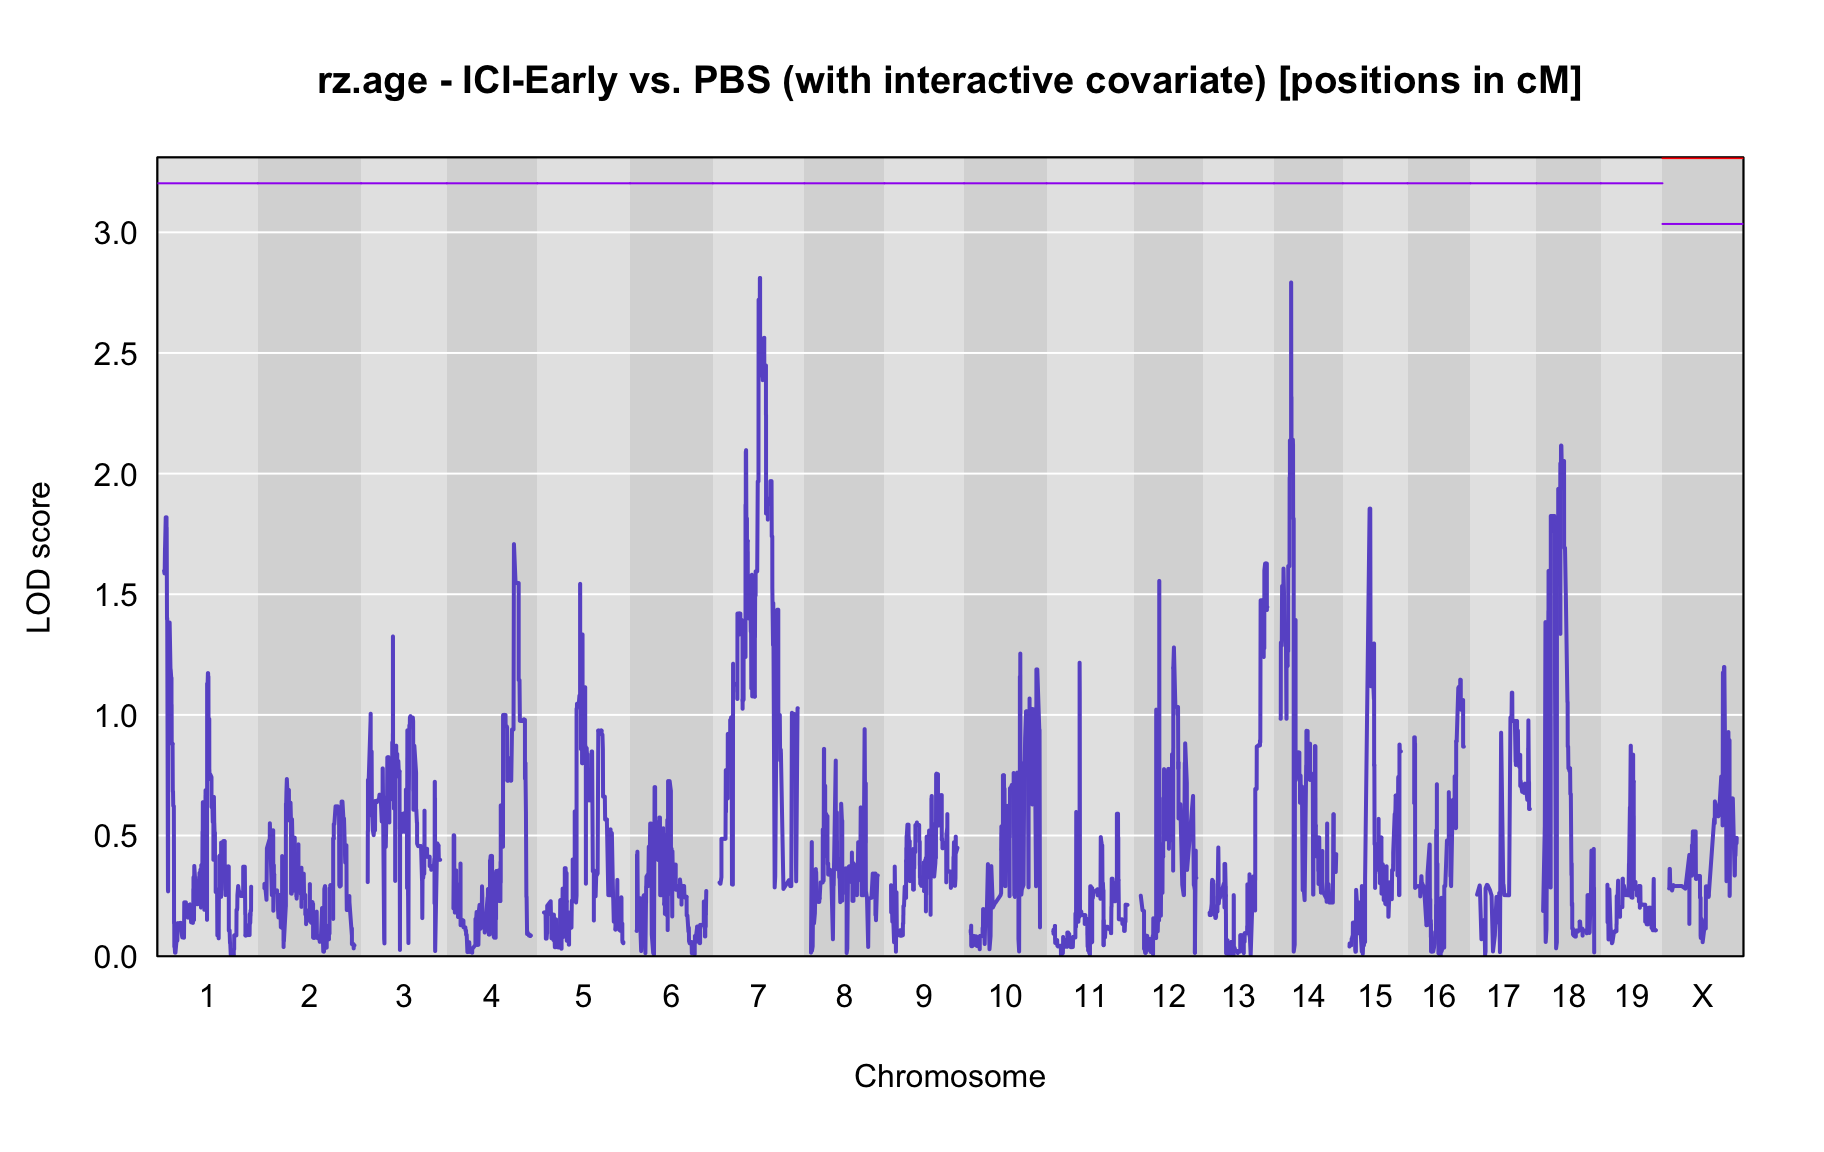 rz.age - ICI-Early vs. PBS (with interactive covariate) [positions in cM]
3.0
2.5
2.0
1.5
1.0
0.5
0.0
LOD score
1 2 3 4 5 6 7 8 9 10 11 12 13 14 15 16 17 18 19 X
Chromosome